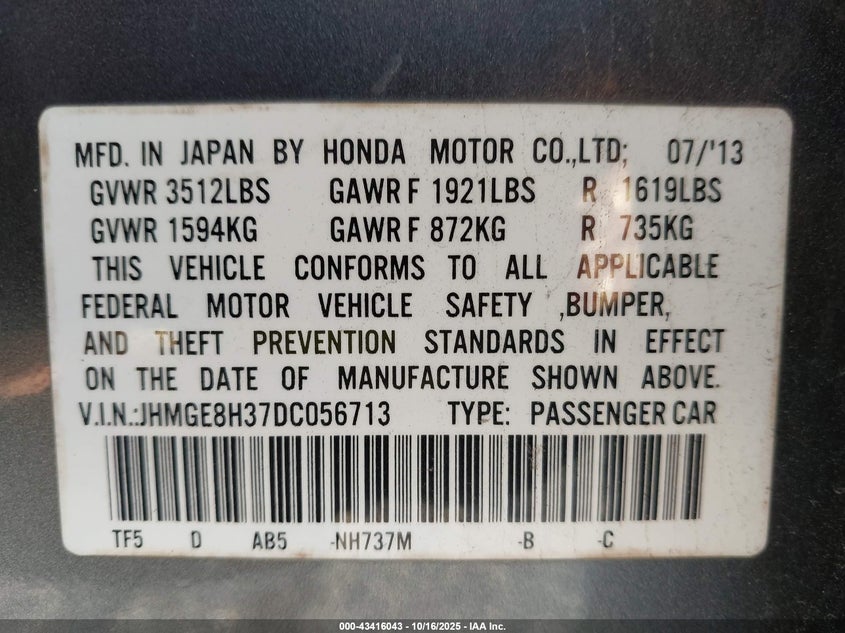 MFD. IN JAPAN BY HONDA MOTOR CO.,LTD; 07/'13
GVWR 3512LBS GAWR F 1921LBS R 1619LBS
GVWR 1594KG GAWR F 872KG R 735KG
THIS VEHICLE CONFORMS TO ALL APPLICABLE
FEDERAL MOTOR VEHICLE SAFETY ,BUMPER,
AND THEFT PREVENTION STANDARDS IN EFFECT
ON THE DATE OF MANUFACTURE SHOWN ABOVE.
V.I.N.:JHMGE8H37DC056713 TYPE: PASSENGER CAR
TF5 D AB5 -NH737M -B -C
000-43416043 / 10/16/2025 - IAA Inc.